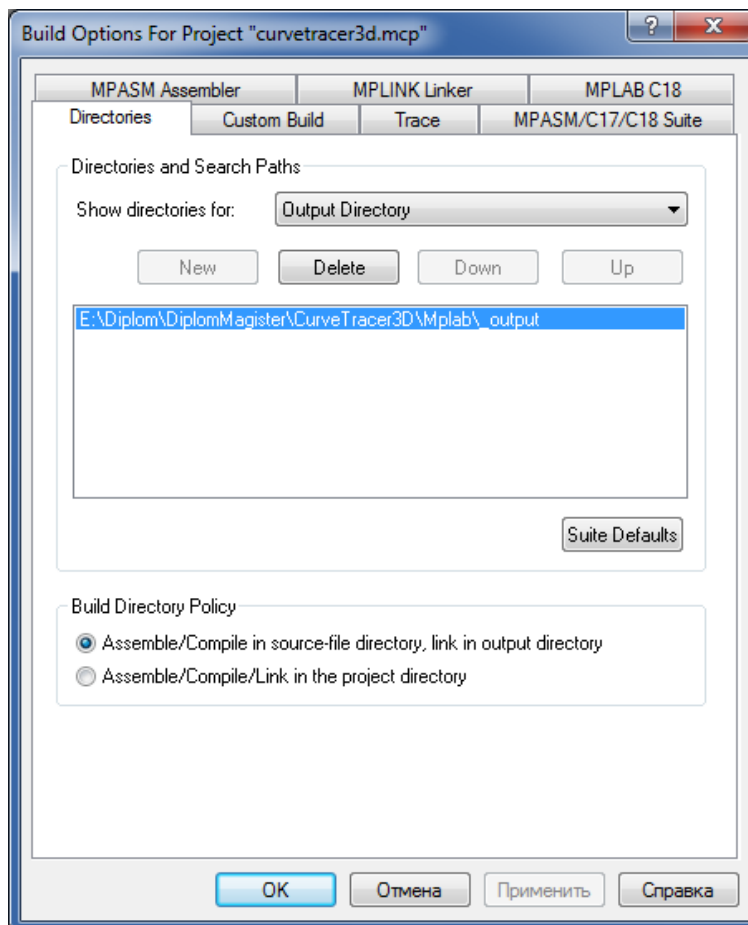 Build Options For Project "curvetracer3d.mcp"
?
MPASM Assembler MPLINK Linker MPLAB C18
Directories Custom Build Trace MPASM/C17/C18 Suite
Directories and Search Paths
Show directories for: Output Directory
New Delete Down Up
E:\Diplom\DiplomMagister\CurveTracer3D\Mplab\_output
Suite Defaults
Build Directory Policy
Assemble/Compile in source-file directory, link in output directory
Assemble/Compile/Link in the project directory
OK Отмена Применить Справка